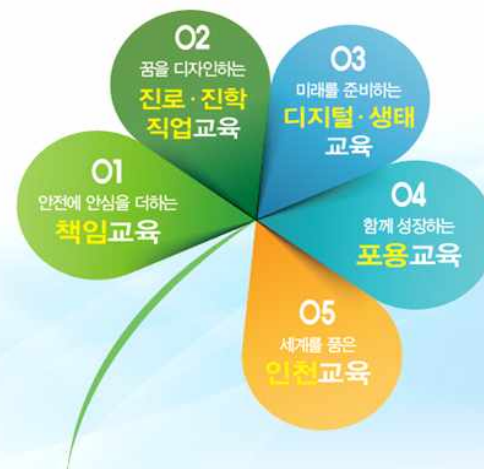 01
안전에 안심을 더하는
책임교육
02
꿈을 디자인하는
진로·진학
직업교육
03
미래를 준비하는
디지털·생태
교육
04
함께 성장하는
포용교육
05
세계를 품은
인천교육